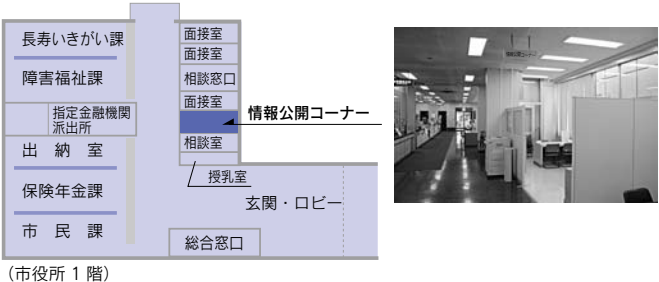 長寿いきがい課
障害福祉課
指定金融機関
派出所
出納室
保険年金課
市民課
面接室
面接室
相談窓口
面接室
情報公開コーナー
相談室
授乳室
玄関・ロビー
総合窓口
（市役所 1 階）